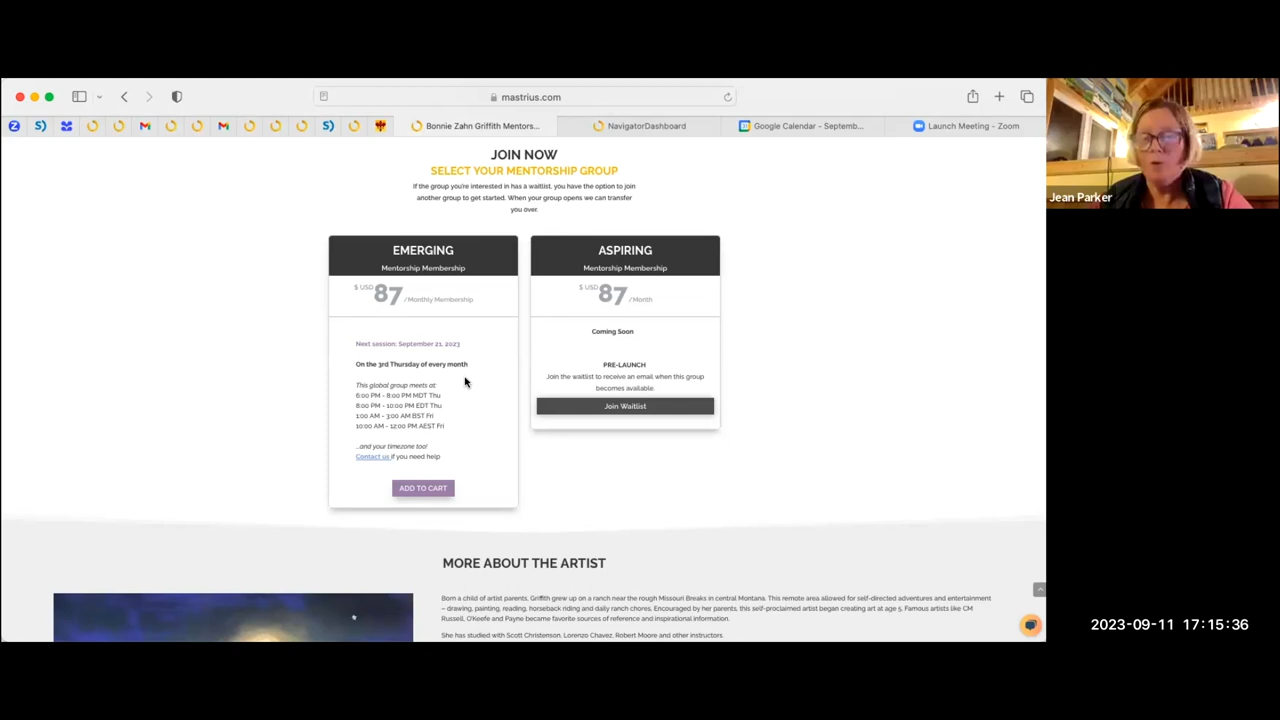 mastrius.com
Bonnie Zahn Griffith Mentors...
NavigatorDashboard
Google Calendar - Septemb...
Launch Meeting - Zoom
Jean Parker
JOIN NOW
SELECT YOUR MENTORSHIP GROUP
If the group you're interested in has a waitlist, you have the option to join
another group to get started. When your group opens we can transfer
you over.
EMERGING
Mentorship Membership
$ USD 87 /Monthly Membership
Next session: September 21, 2023
On the 3rd Thursday of every month
This global group meets at:
6:00 PM - 8:00 PM MDT Thu
8:00 PM - 10:00 PM EDT Thu
1:00 AM - 3:00 AM BST Fri
10:00 AM - 12:00 PM AEST Fri
...and your timezone too!
Contact us if you need help
ADD TO CART
ASPIRING
Mentorship Membership
$ USD 87 /Month
Coming Soon
PRE-LAUNCH
Join the waitlist to receive an email when this group
becomes available.
Join Waitlist
MORE ABOUT THE ARTIST
Born a child of artist parents, Griffith grew up on a ranch near the rough Missouri Breaks in central Montana. This remote area allowed for self-directed adventures and entertainment
– drawing, painting, reading, horseback riding and daily ranch chores. Encouraged by her parents, this self-proclaimed artist began creating art at age 5. Famous artists like CM
Russell, O'Keefe and Payne became favorite sources of reference and inspirational information.
She has studied with Scott Christenson, Lorenzo Chavez, Robert Moore and other instructors.
2023-09-11 17:15:36